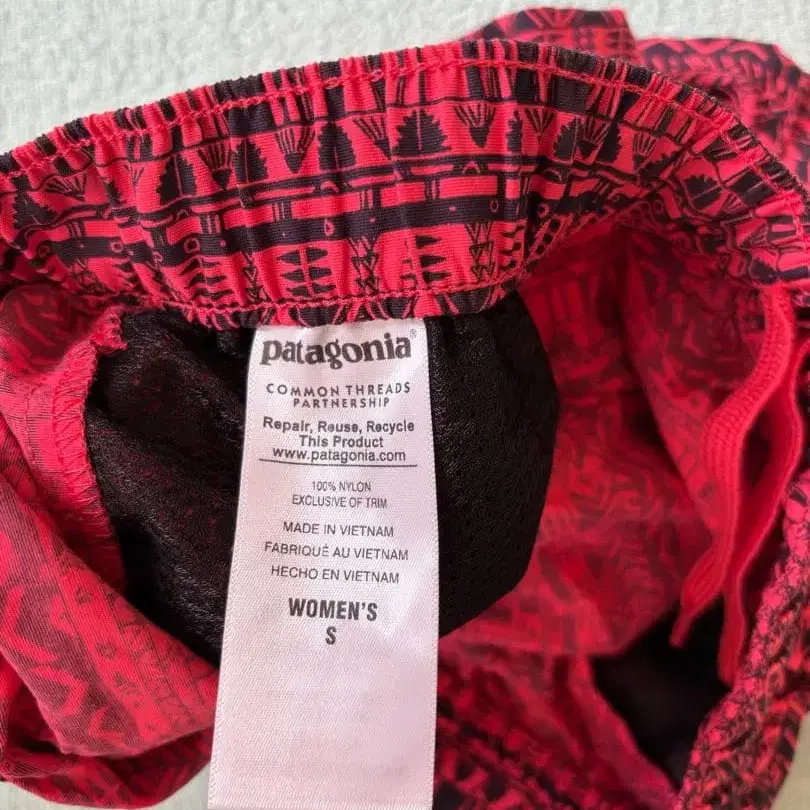 patagonia®
COMMON THREADS
PARTNERSHIP
Repair, Reuse, Recycle
This Product
www.patagonia.com
100% NYLON
EXCLUSIVE OF TRIM
MADE IN VIETNAM
FABRIQUÉ AU VIETNAM
HECHO EN VIETNAM
WOMEN'S
S